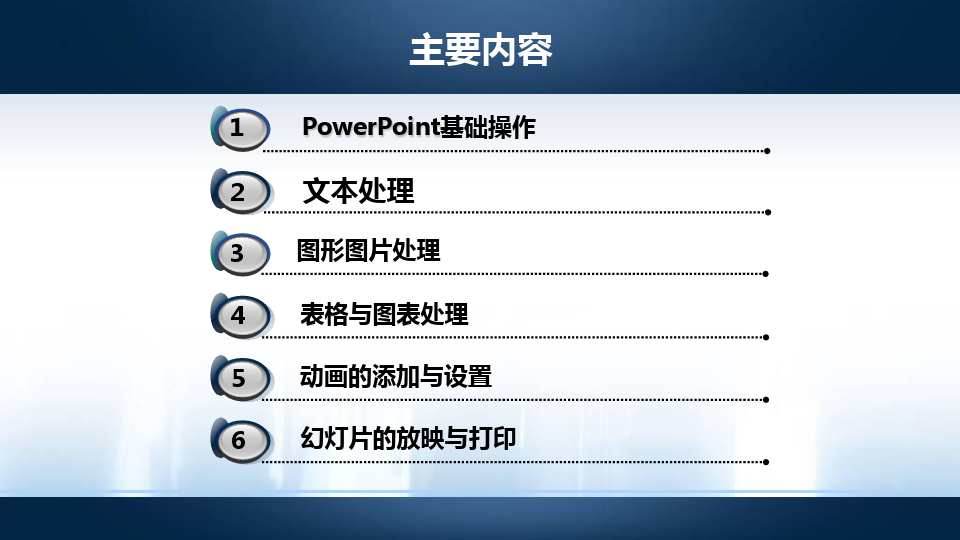 主要内容
1 PowerPoint基础操作
2 文本处理
3 图形图片处理
4 表格与图表处理
5 动画的添加与设置
6 幻灯片的放映与打印